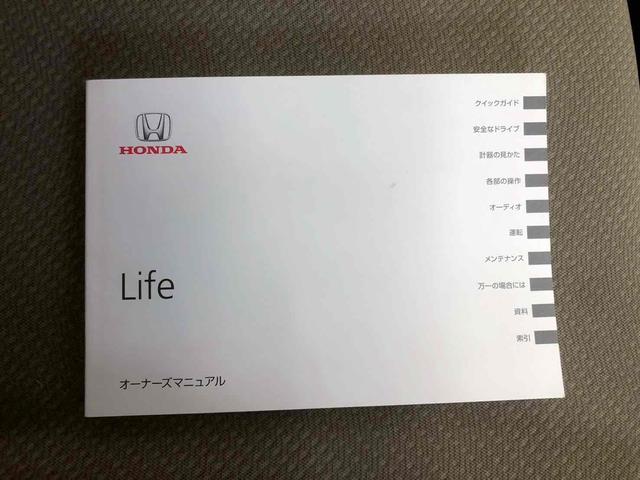 HONDA
Life
オーナーズマニュアル
クイックガイド
安全なドライブ
計器の見かた
各部の操作
オーディオ
運転
メンテナンス
万一の場合には
資料
索引